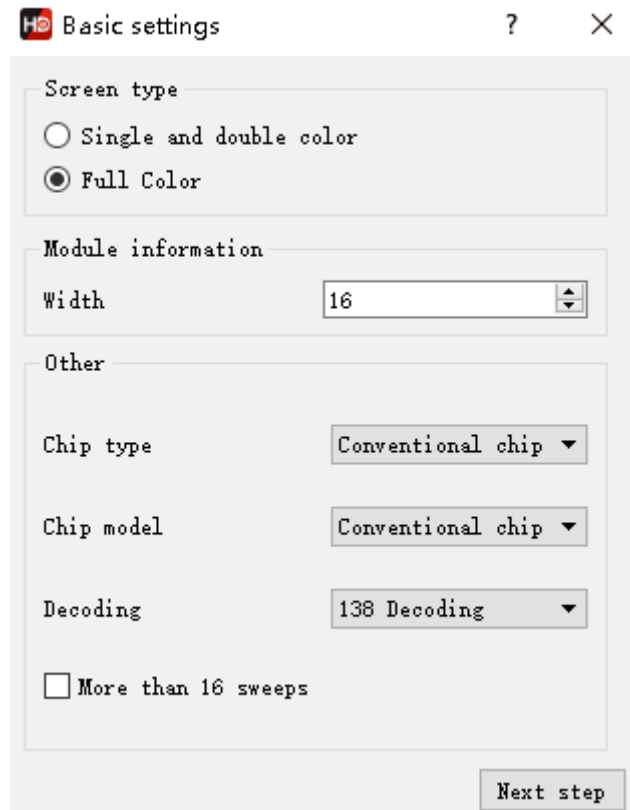 HD Basic settings ?
Screen type
Single and double color
Full Color
Module information
Width 16
Other
Chip type Conventional chip
Chip model Conventional chip
Decoding 138 Decoding
More than 16 sweeps
Next step